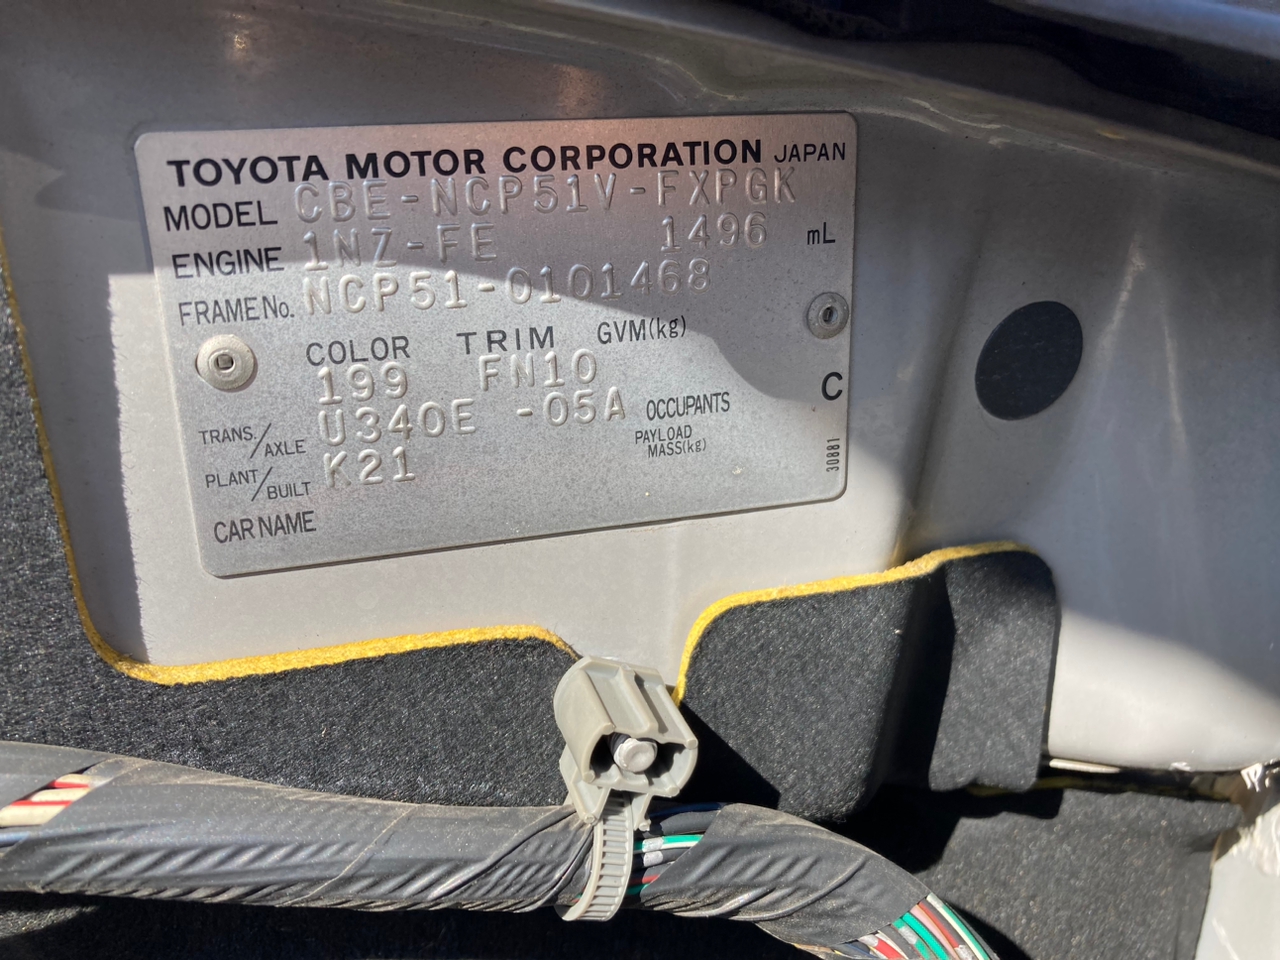 TOYOTA MOTOR CORPORATION JAPAN
MODEL CBE-NCP51V-FXPGK
ENGINE 1NZ-FE 1496 mL
FRAME No. NCP51-0101468
COLOR TRIM GVM(kg)
199 FN10 C
TRANS./AXLE U340E -05A OCCUPANTS
PAYLOAD MASS(kg)
PLANT/BUILT K21
CAR NAME
30881